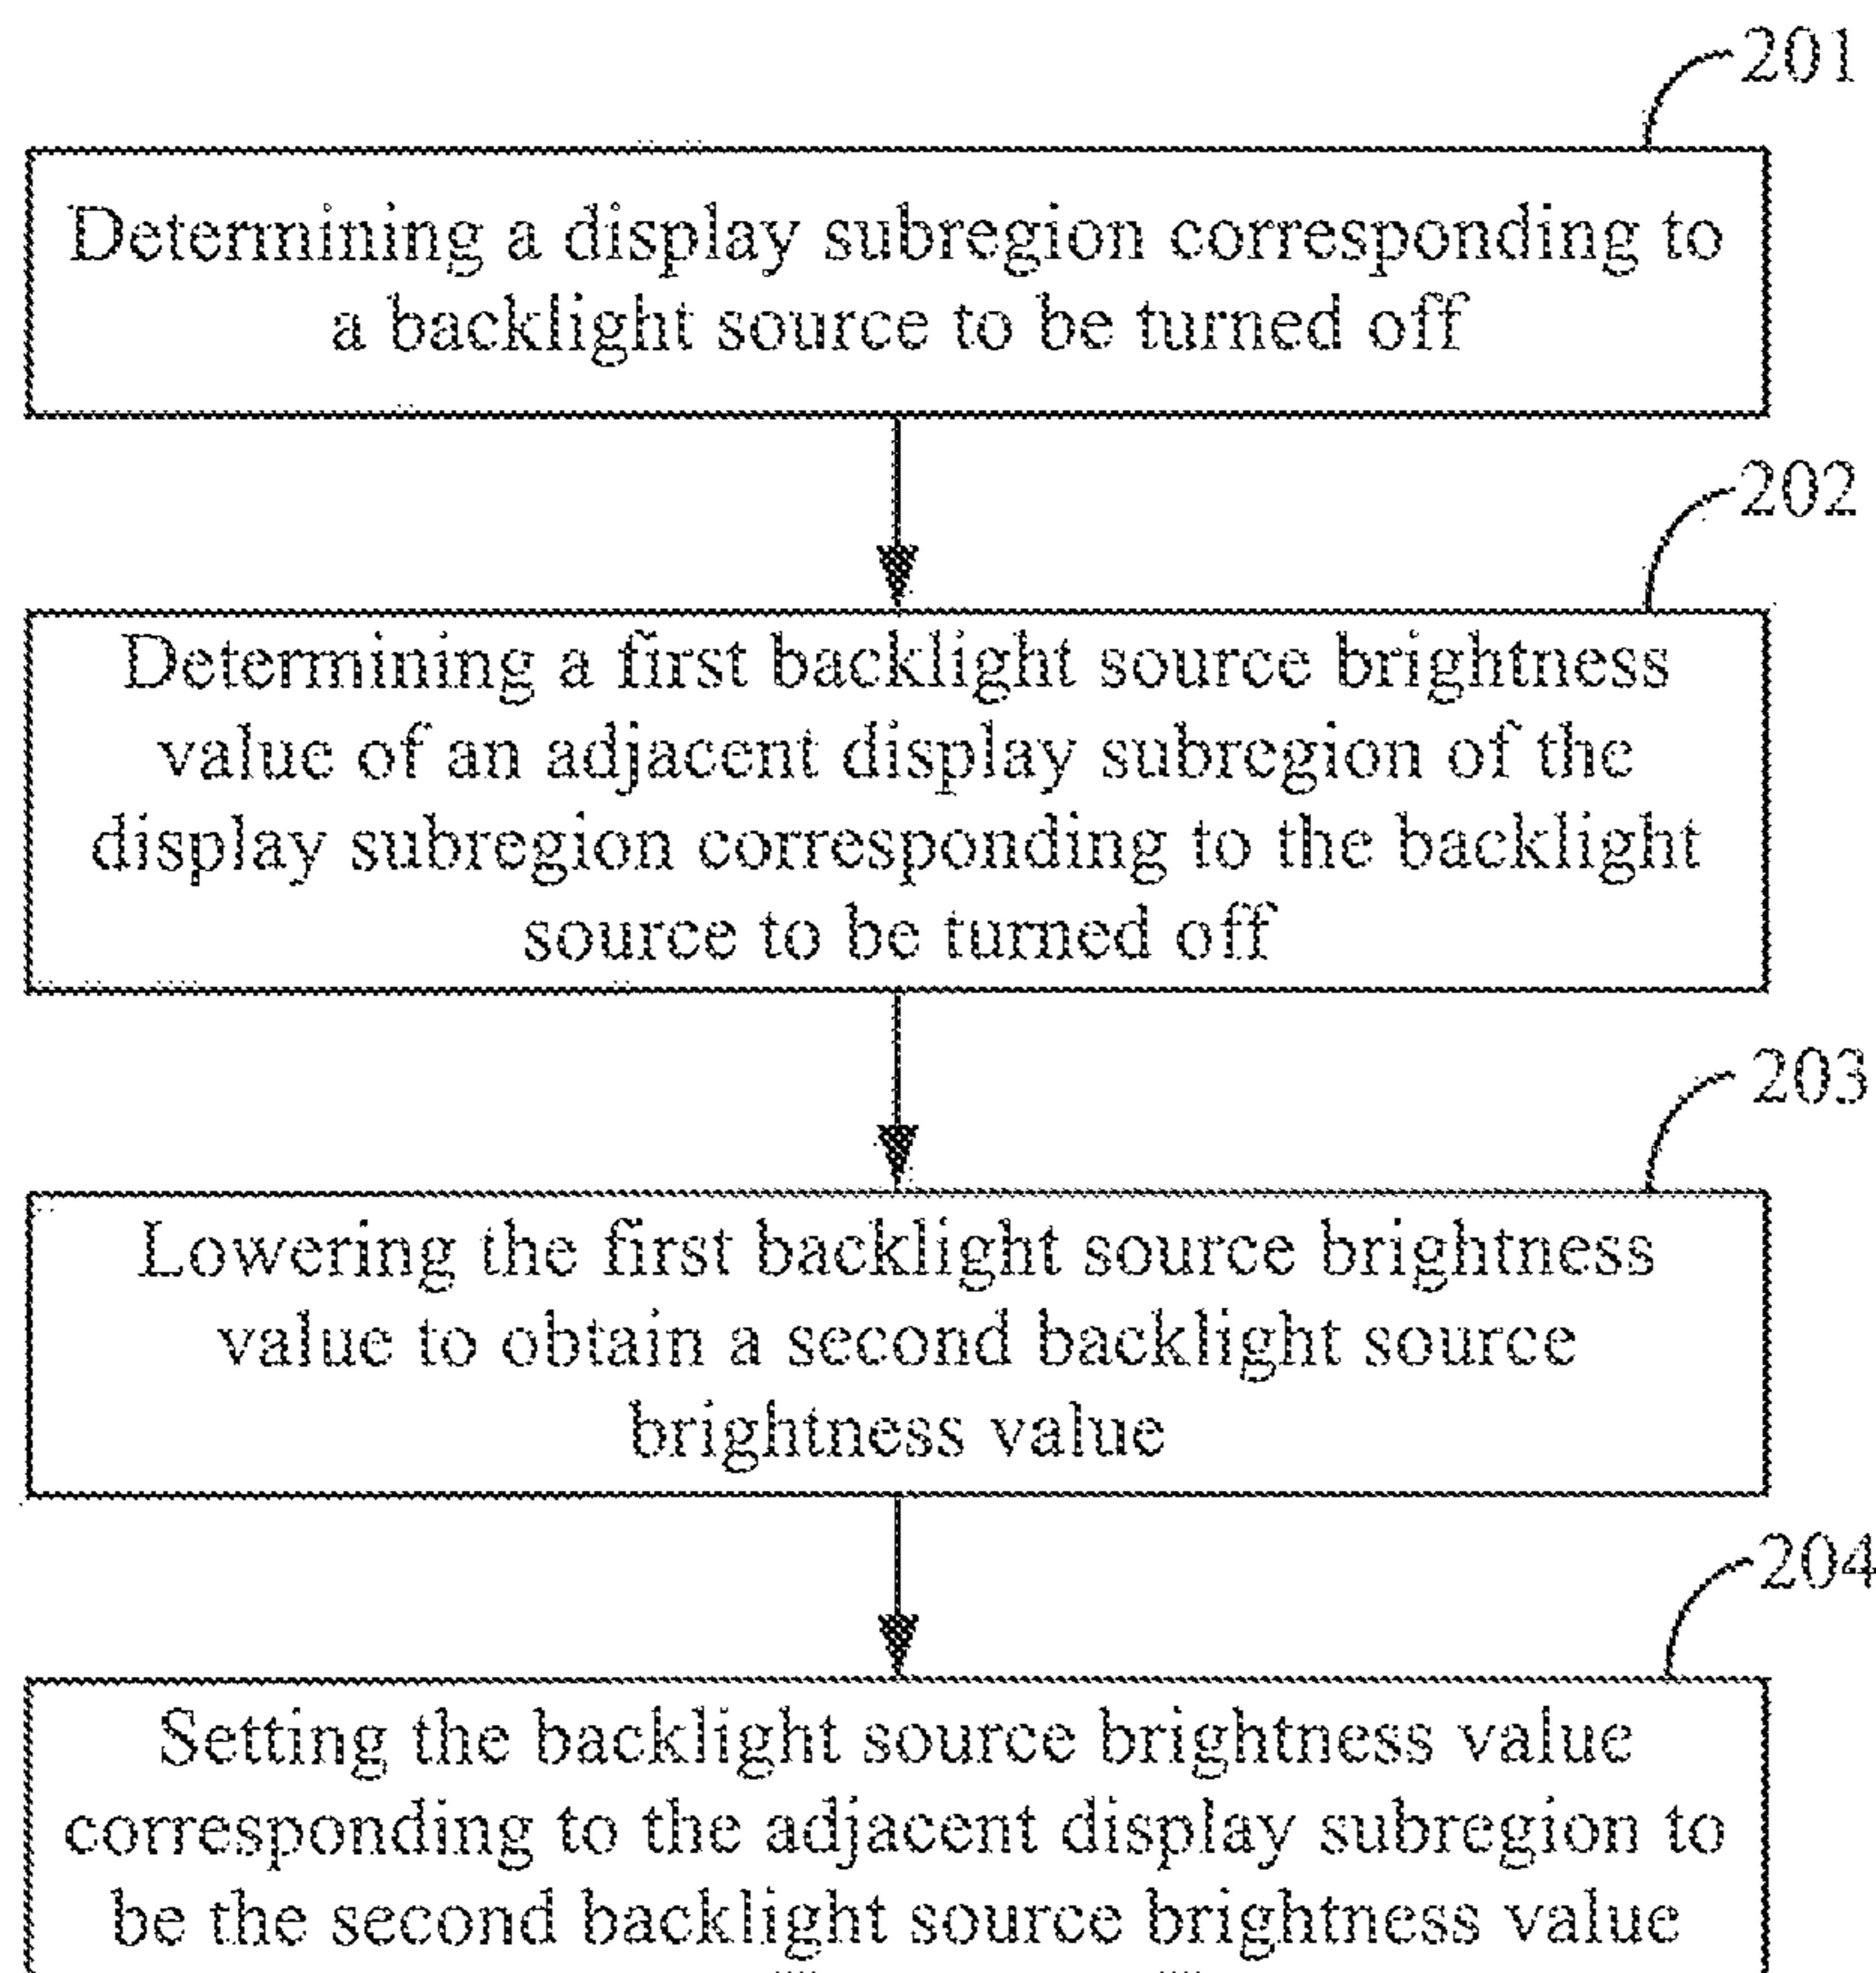 201
Determining a display subregion corresponding to
a backlight source to be turned off
202
Determining a first backlight source brightness
value of an adjacent display subregion of the
display subregion corresponding to the backlight
source to be turned off
203
Lowering the first backlight source brightness
value to obtain a second backlight source
brightness value
204
Setting the backlight source brightness value
corresponding to the adjacent display subregion to
be the second backlight source brightness value